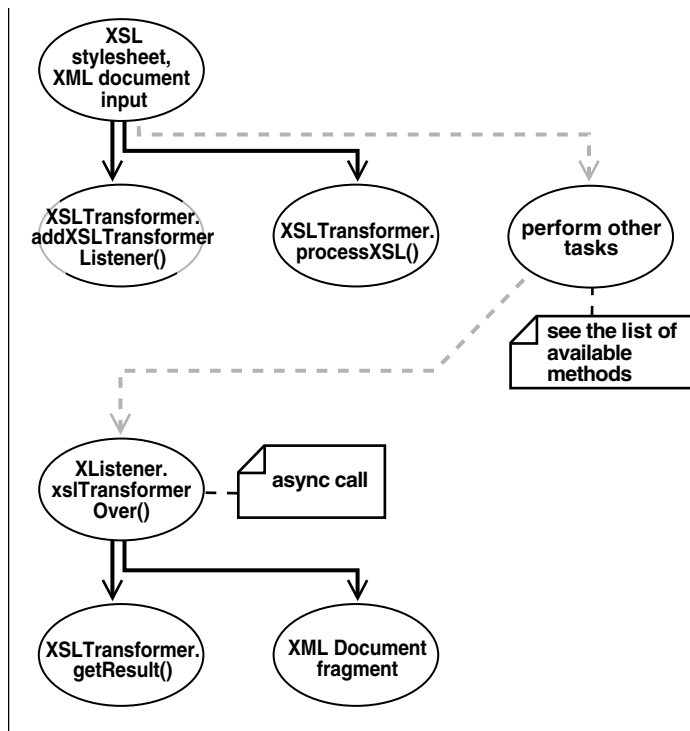 XSL
stylesheet,
XML document
input
XSLTransformer.
addXSLTransformer
Listener()
XSLTransformer.
processXSL()
perform other
tasks
see the list of
available
methods
XListener.
xslTransformer
Over()
async call
XSLTransformer.
getResult()
XML Document
fragment